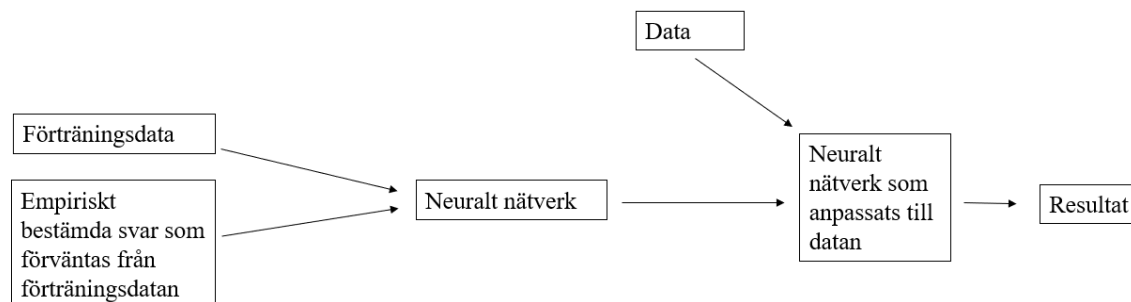 Data
Förträningsdata
Empiriskt
bestämda svar som
förväntas från
förträningsdatan
Neuralt nätverk
Neuralt
nätverk som
anpassats till
datan
Resultat